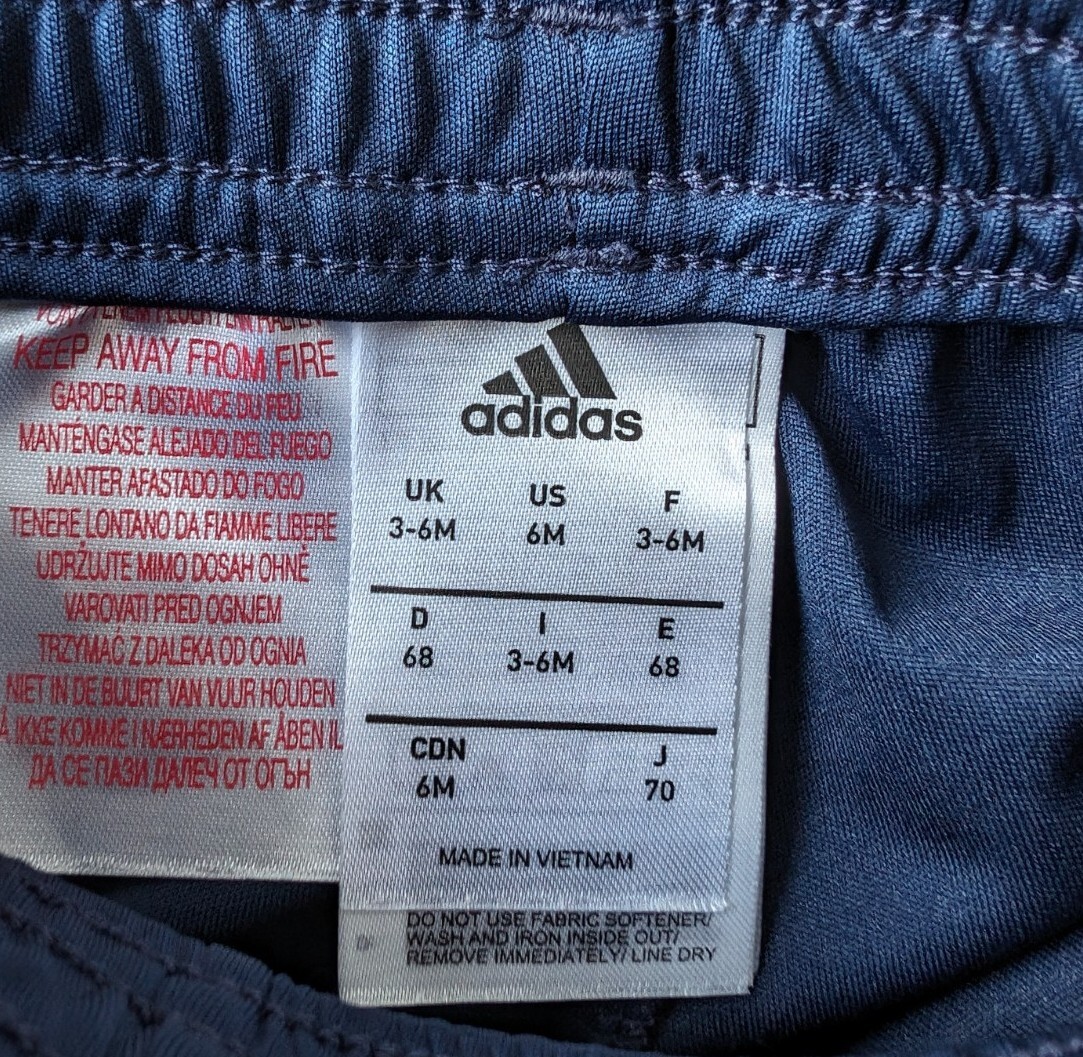 KEEP AWAY FROM FIRE
GARDER A DISTANCE DU FEU
MANTÉNGASE ALEJADO DEL FUEGO
MANTER AFASTADO DO FOGO
TENERE LONTANO DA FIAMME LIBERE
UDRŽUJTE MIMO DOSAH OHNĚ
VAROVATI PRED OGNJEM
TRZYMAĆ Z DALEKA OD OGNIA
NIET IN DE BUURT VAN VUUR HOUDEN
IKKE KOMME I NÆRHEDEN AF ÅBEN IL
ДА СЕ ПАЗИ ДАЛЕЧ ОТ ОГЪН
adidas
UK US F
3-6M 6M 3-6M
D I E
68 3-6M 68
CDN J
6M 70
MADE IN VIETNAM
DO NOT USE FABRIC SOFTENER/
WASH AND IRON INSIDE OUT/
REMOVE IMMEDIATELY/ LINE DRY